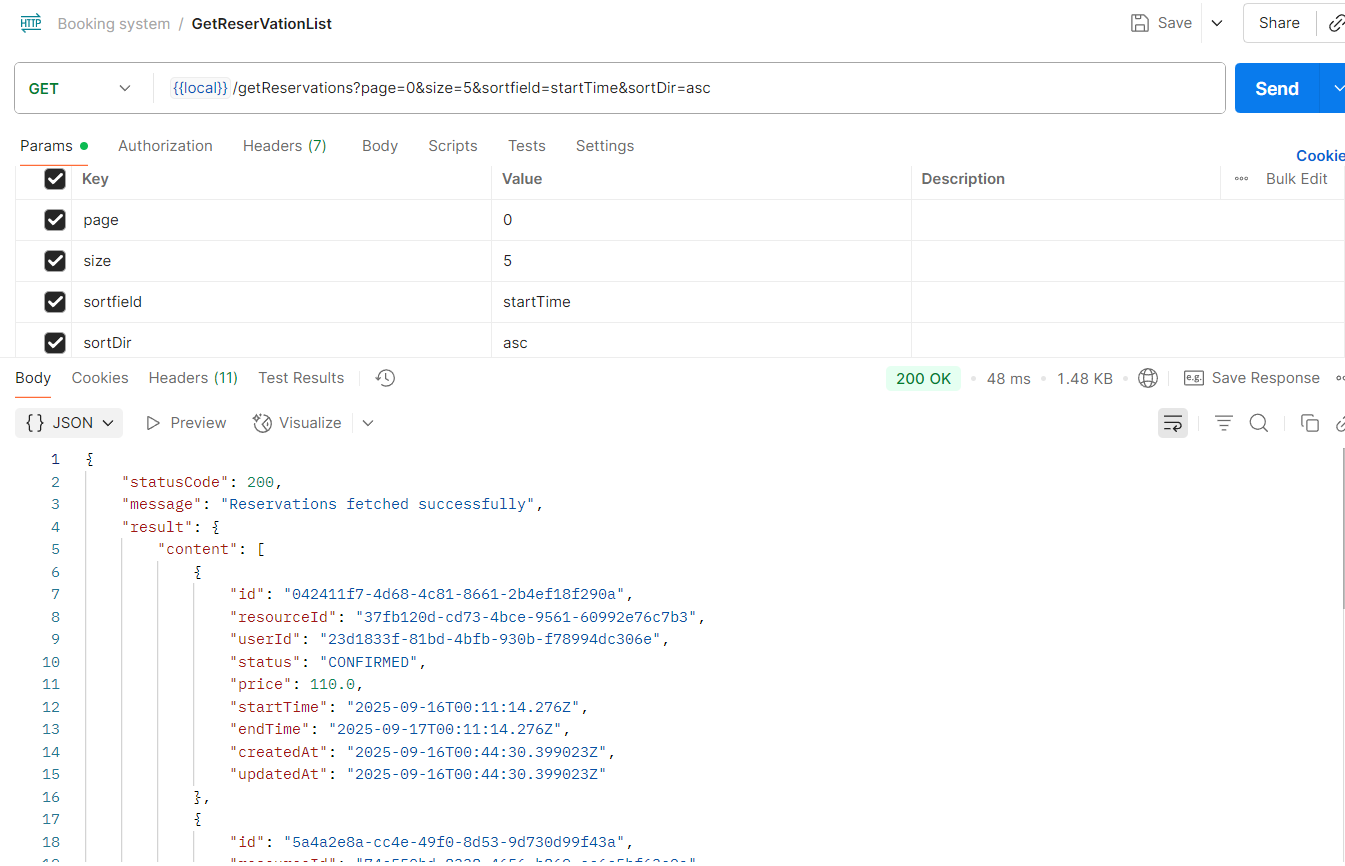 HTTP Booking system / GetReserVationList Save Share
GET {{local}} /getReservations?page=0&size=5&sortfield=startTime&sortDir=asc Send
Params Authorization Headers (7) Body Scripts Tests Settings Cookie
Key Value Description Bulk Edit
page 0
size 5
sortfield startTime
sortDir asc
Body Cookies Headers (11) Test Results 200 OK 48 ms 1.48 KB e.g. Save Response
{} JSON Preview Visualize
1 {
2 "statusCode": 200,
3 "message": "Reservations fetched successfully",
4 "result": {
5 "content": [
6 {
7 "id": "042411f7-4d68-4c81-8661-2b4ef18f290a",
8 "resourceId": "37fb120d-cd73-4bce-9561-60992e76c7b3",
9 "userId": "23d1833f-81bd-4bfb-930b-f78994dc306e",
10 "status": "CONFIRMED",
11 "price": 110.0,
12 "startTime": "2025-09-16T00:11:14.276Z",
13 "endTime": "2025-09-17T00:11:14.276Z",
14 "createdAt": "2025-09-16T00:44:30.399023Z",
15 "updatedAt": "2025-09-16T00:44:30.399023Z"
16 },
17 {
18 "id": "5a4a2e8a-cc4e-49f0-8d53-9d730d99f43a",